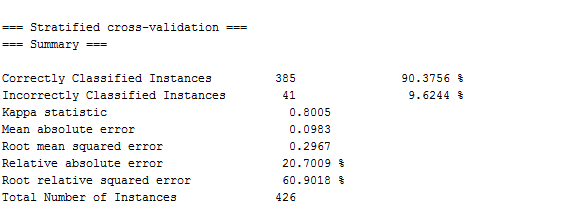 === Stratified cross-validation ===
=== Summary ===
Correctly Classified Instances 385 90.3756 %
Incorrectly Classified Instances 41 9.6244 %
Kappa statistic 0.8005
Mean absolute error 0.0983
Root mean squared error 0.2967
Relative absolute error 20.7009 %
Root relative squared error 60.9018 %
Total Number of Instances 426